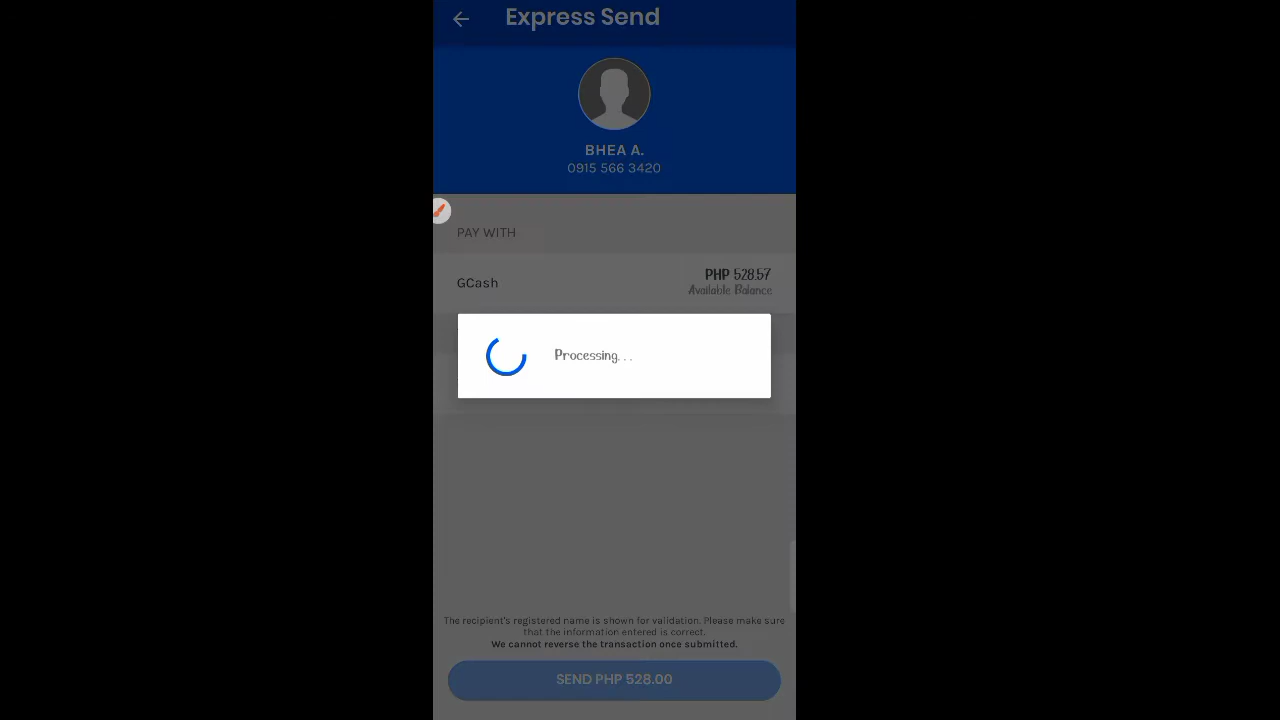 Express Send
BHEA A.
0915 566 3420
PAY WITH
GCash
PHP 528.57
Available Balance
Processing...
The recipient's registered name is shown for validation. Please make sure
that the information entered is correct.
We cannot reverse the transaction once submitted.
SEND PHP 528.00